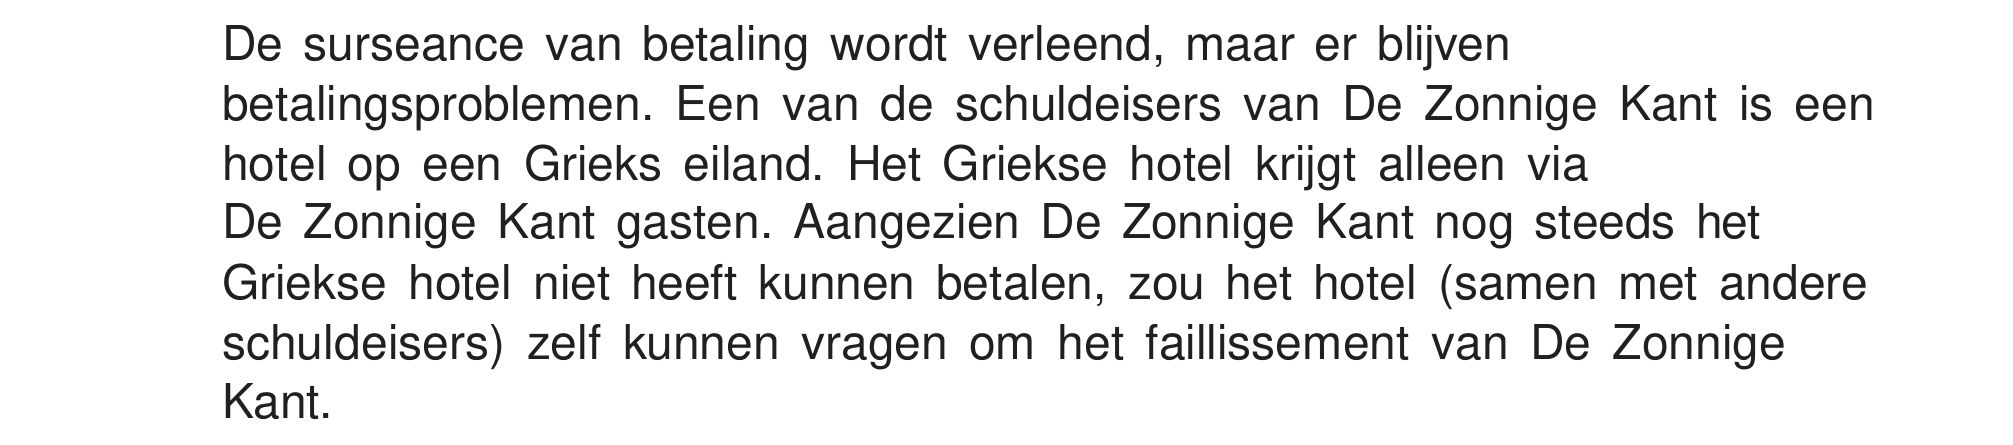 De surseance van betaling wordt verleend, maar er blijven
betalingsproblemen. Een van de schuldeisers van De Zonnige Kant is een
hotel op een Grieks eiland. Het Griekse hotel krijgt alleen via
De Zonnige Kant gasten. Aangezien De Zonnige Kant nog steeds het
Griekse hotel niet heeft kunnen betalen, zou het hotel (samen met andere
schuldeisers) zelf kunnen vragen om het faillissement van De Zonnige
Kant.